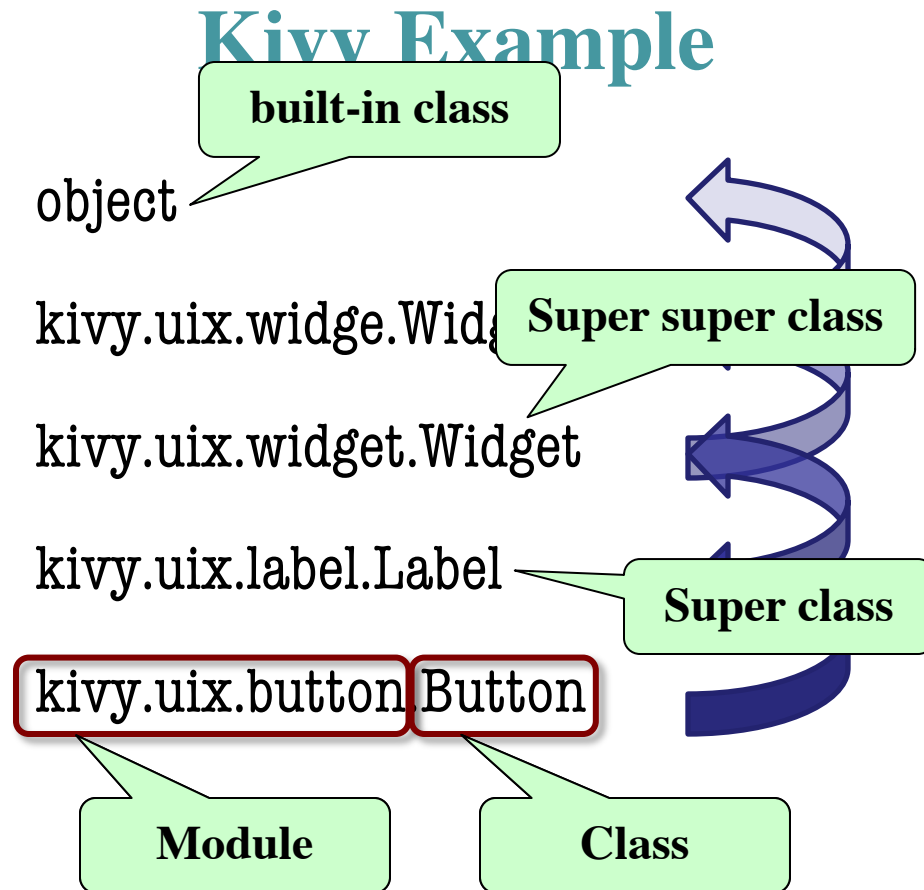 Kivy Example
built-in class
object
kivy.uix.widge.Widg
Super super class
kivy.uix.widget.Widget
kivy.uix.label.Label
Super class
kivy.uix.button.Button
Module
Class